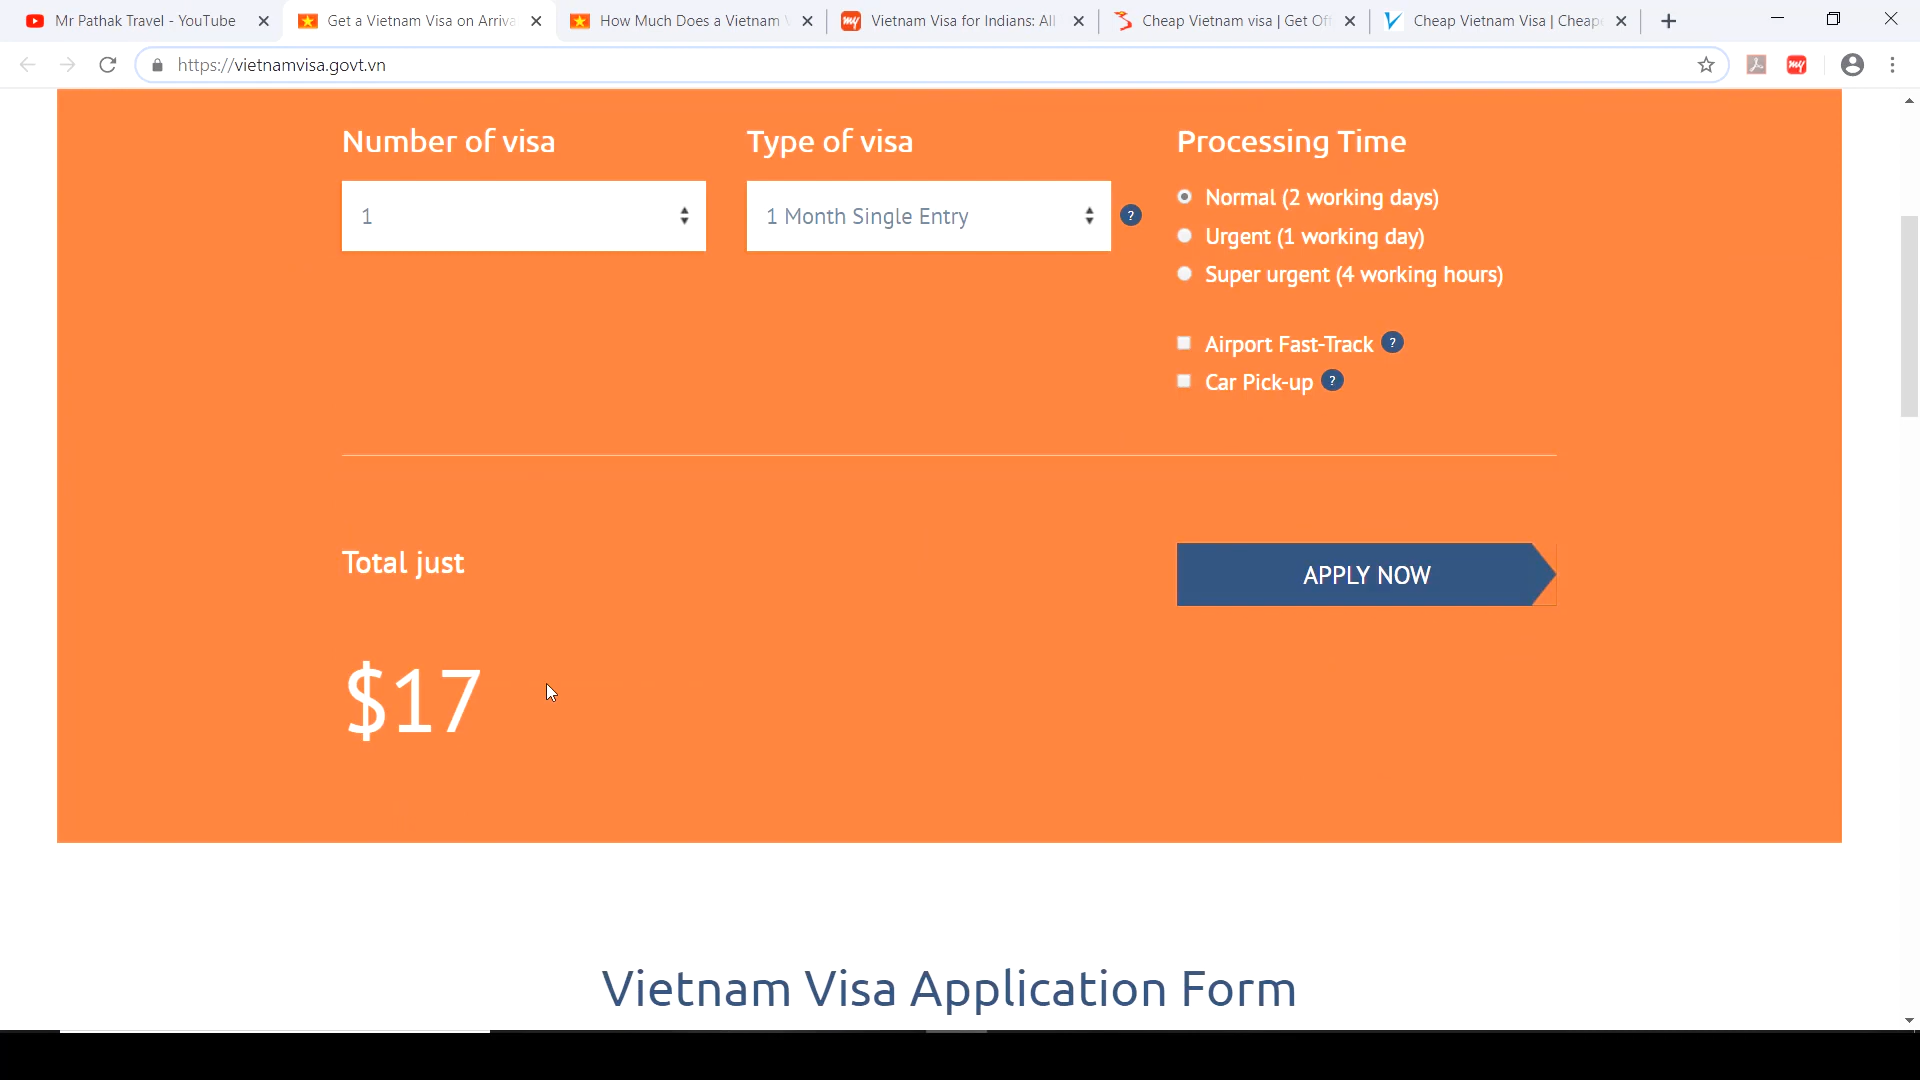 Mr Pathak Travel - YouTube
Get a Vietnam Visa on Arriva
How Much Does a Vietnam V
Vietnam Visa for Indians: All
Cheap Vietnam visa | Get Off
Cheap Vietnam Visa | Cheape
https://vietnamvisa.govt.vn
my
Number of visa
Type of visa
Processing Time
1
1 Month Single Entry
?
Normal (2 working days)
Urgent (1 working day)
Super urgent (4 working hours)
Airport Fast-Track ?
Car Pick-up ?
Total just
APPLY NOW
$17
Vietnam Visa Application Form